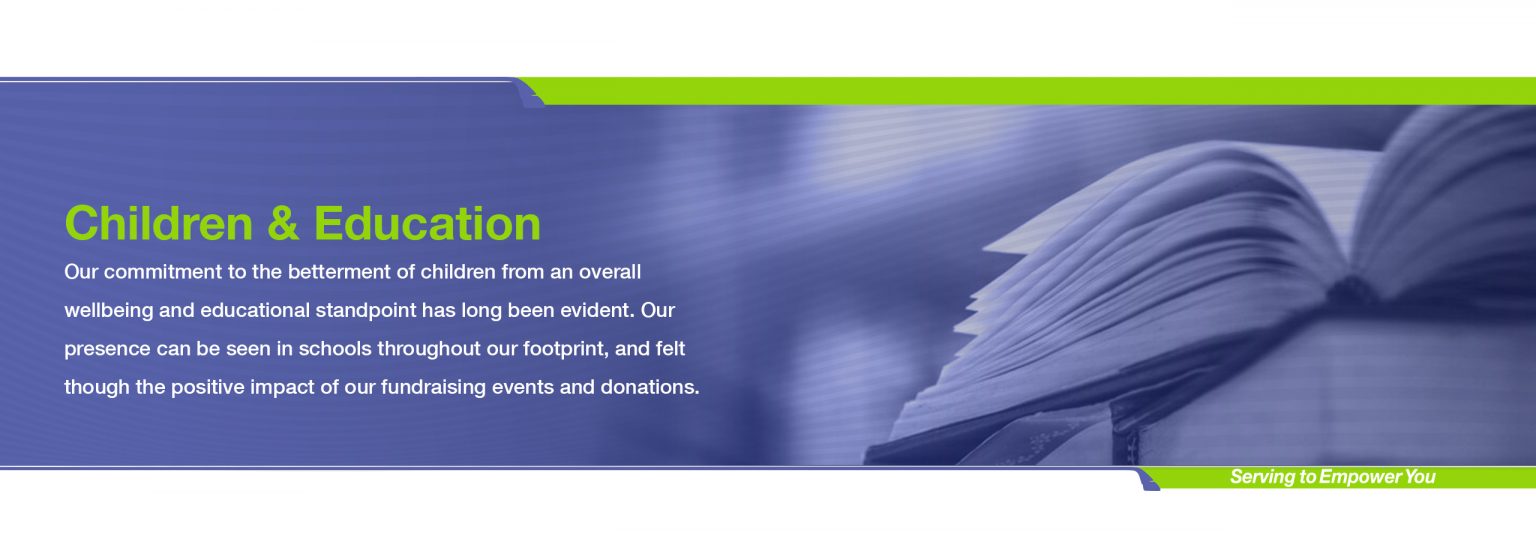 Children & Education
Our commitment to the betterment of children from an overall
wellbeing and educational standpoint has long been evident. Our
presence can be seen in schools throughout our footprint, and felt
though the positive impact of our fundraising events and donations.
Serving to Empower You